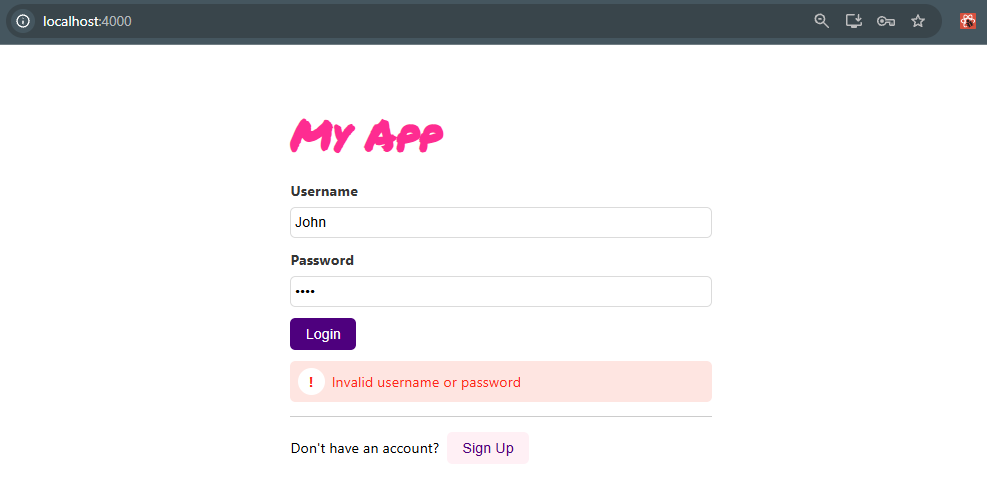 localhost:4000
My App
Username
John
Password
••••
Login
! Invalid username or password
Don't have an account? Sign Up